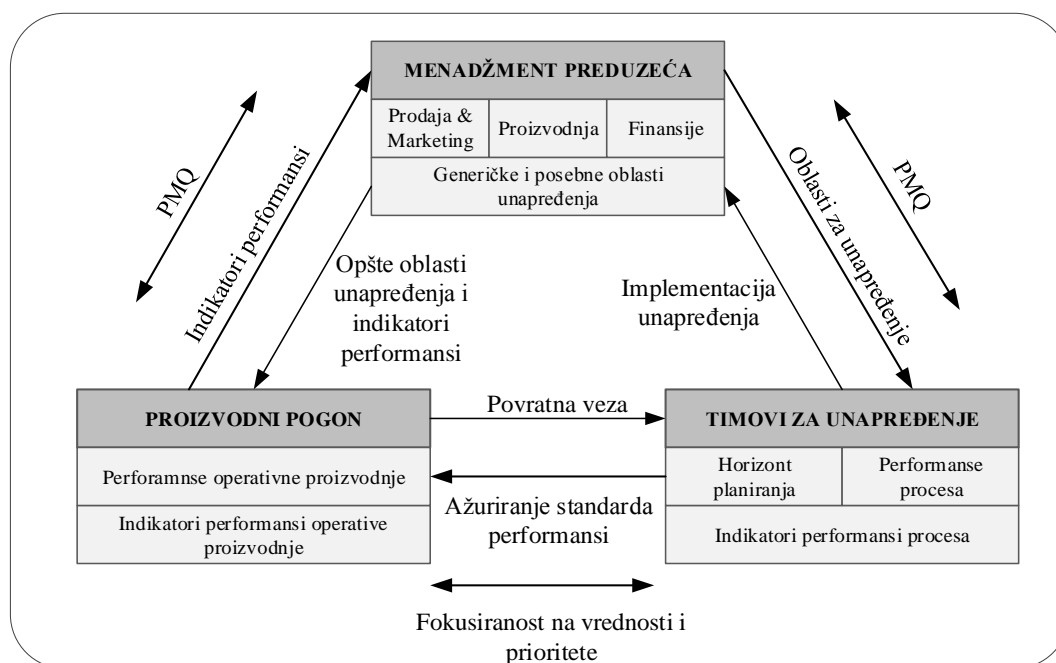 MENADŽMENT PREDUZEĆA
Prodaja &
Marketing
Proizvodnja
Finansije
Generičke i posebne oblasti
unapređenja
PMQ
Indikatori performansi
Opšte oblasti
unapređenja i
indikatori
performansi
Implementacija
unapređenja
Oblasti za unapređenje
PMQ
PROIZVODNI POGON
Perforamnse operativne proizvodnje
Indikatori performansi operative
proizvodnje
Povratna veza
Ažuriranje standarda
performansi
Fokusiranost na vrednosti i
prioritete
TIMOVI ZA UNAPREĐENJE
Horizont
planiranja
Performanse
procesa
Indikatori performansi procesa